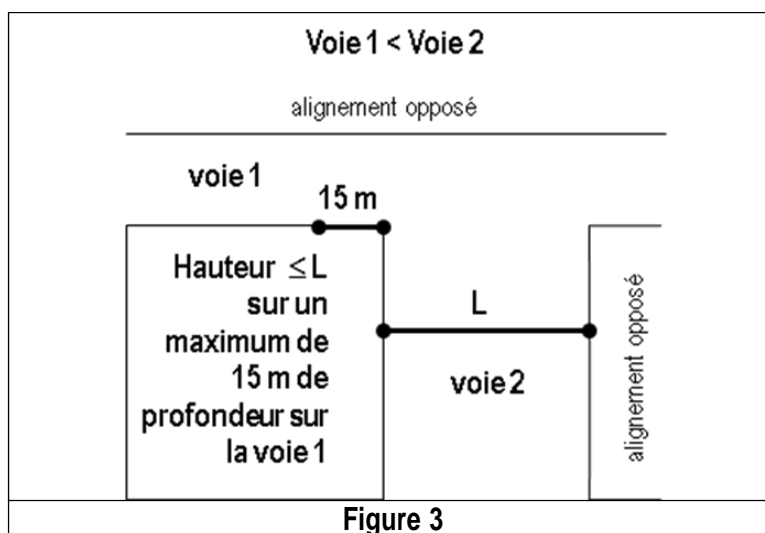 Voie 1 < Voie 2
alignement opposé
voie 1
15 m
Hauteur ≤ L
sur un
maximum de
15 m de
profondeur sur
la voie 1
L
voie 2
alignement opposé
Figure 3